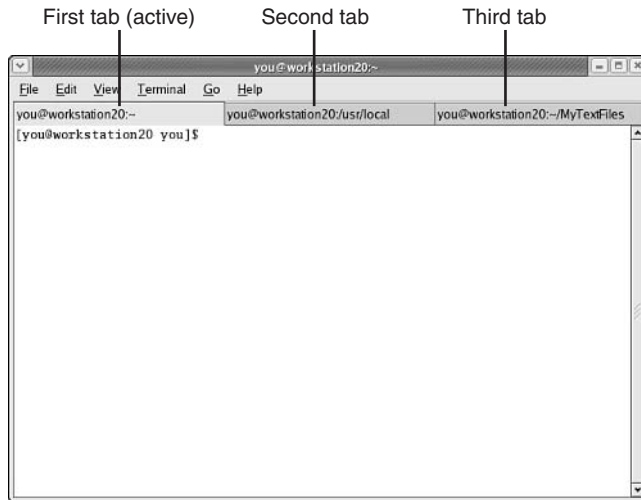 First tab (active) Second tab Third tab
you@workstation20:~
File Edit View Terminal Go Help
you@workstation20:~ you@workstation20:/usr/local you@workstation20:~/MyTextFiles
[you@workstation20 you]$